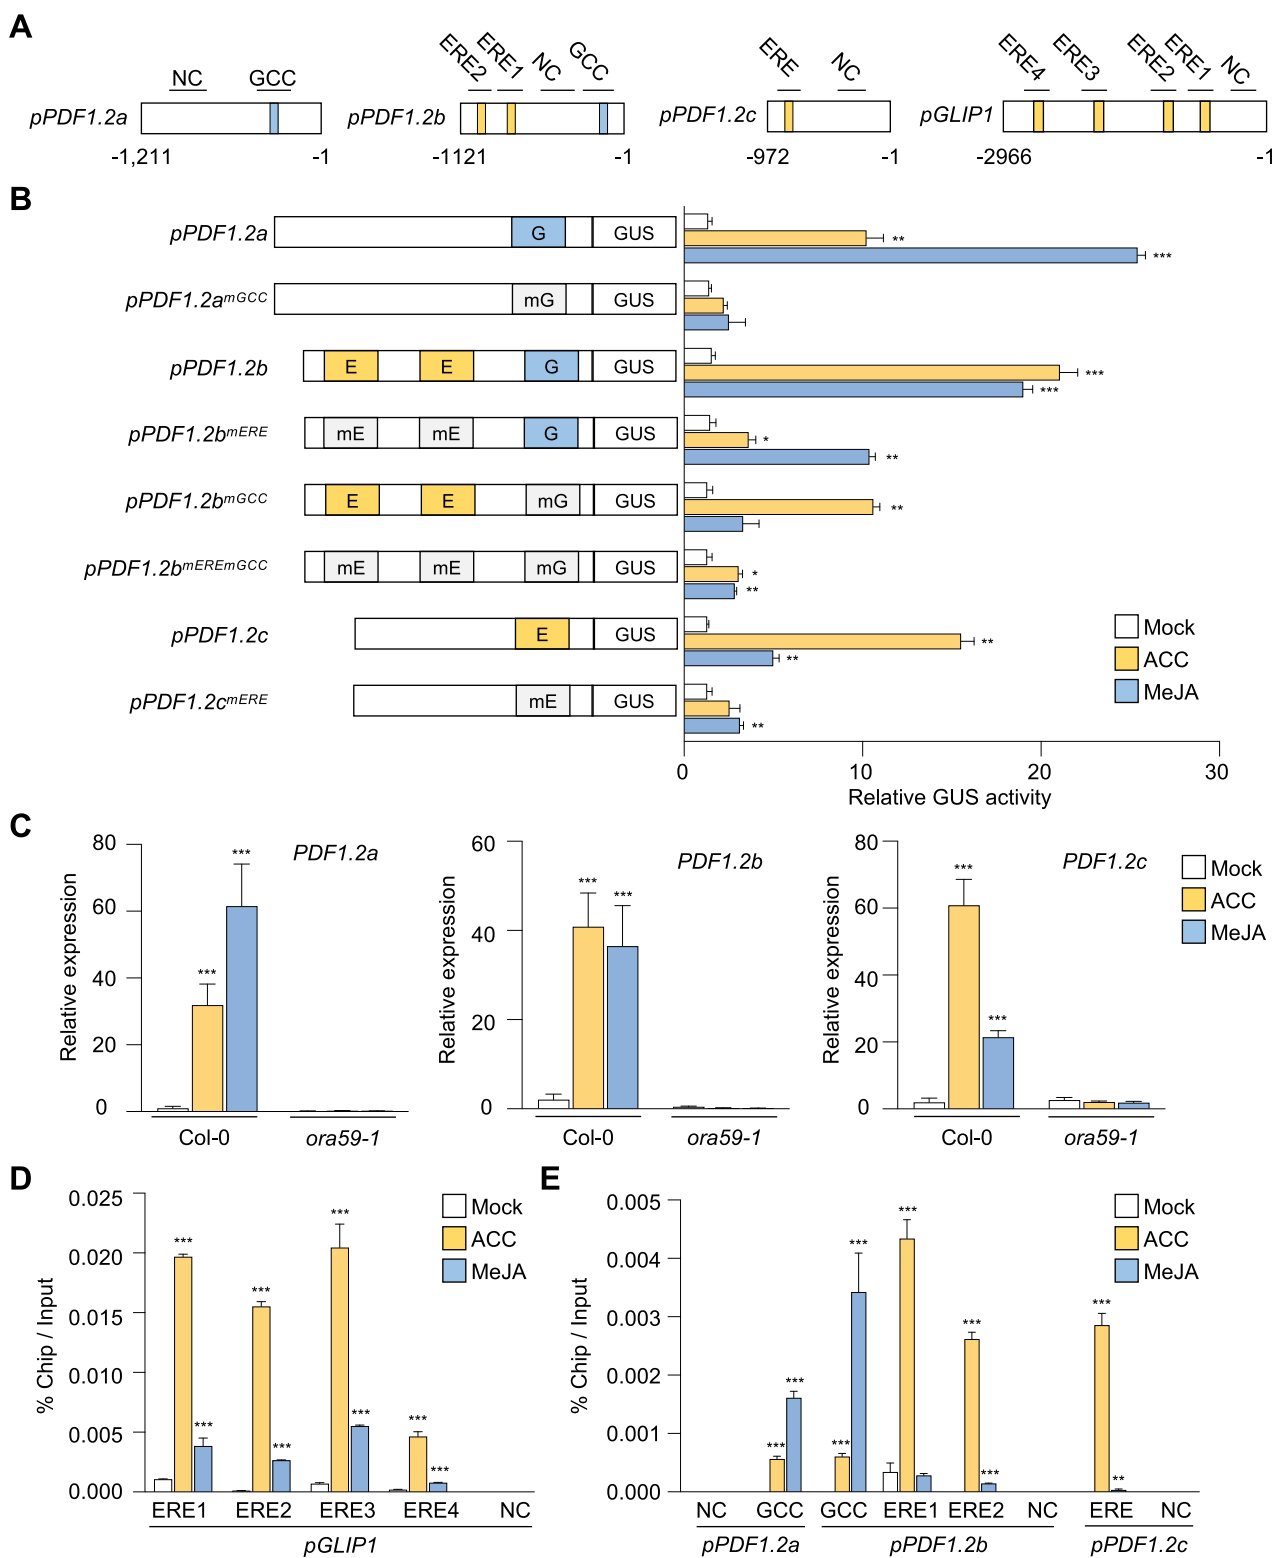 A
NC GCC
pPDF1.2a
-1,211 -1
ERE2 ERE1 NC GCC
pPDF1.2b
-1121 -1
ERE NC
pPDF1.2c
-972 -1
ERE4 ERE3 ERE2 ERE1 NC
pGLIP1
-2966 -1
B
pPDF1.2a G GUS ** ***
pPDF1.2amGCC mG GUS
pPDF1.2b E E G GUS *** ***
pPDF1.2bmERE mE mE G GUS * **
pPDF1.2bmGCC E E mG GUS **
pPDF1.2bmEREmGCC mE mE mG GUS * **
pPDF1.2c E GUS ** **
pPDF1.2cmERE mE GUS **
Mock
ACC
MeJA
0 10 20 30
Relative GUS activity
C
Relative expression
80
60
40
20
0
PDF1.2a
*** ***
Col-0 ora59-1
Relative expression
60
40
20
0
PDF1.2b
*** ***
Col-0 ora59-1
Relative expression
80
60
40
20
0
PDF1.2c
*** ***
Col-0 ora59-1
Mock
ACC
MeJA
D
% Chip / Input
0.025
0.020
0.015
0.010
0.005
0.000
*** *** *** *** *** *** *** ***
Mock
ACC
MeJA
ERE1 ERE2 ERE3 ERE4 NC
pGLIP1
E
% Chip / Input
0.005
0.004
0.003
0.002
0.001
0.000
*** *** *** *** *** *** *** *** **
Mock
ACC
MeJA
NC GCC GCC ERE1 ERE2 NC ERE NC
pPDF1.2a pPDF1.2b pPDF1.2c